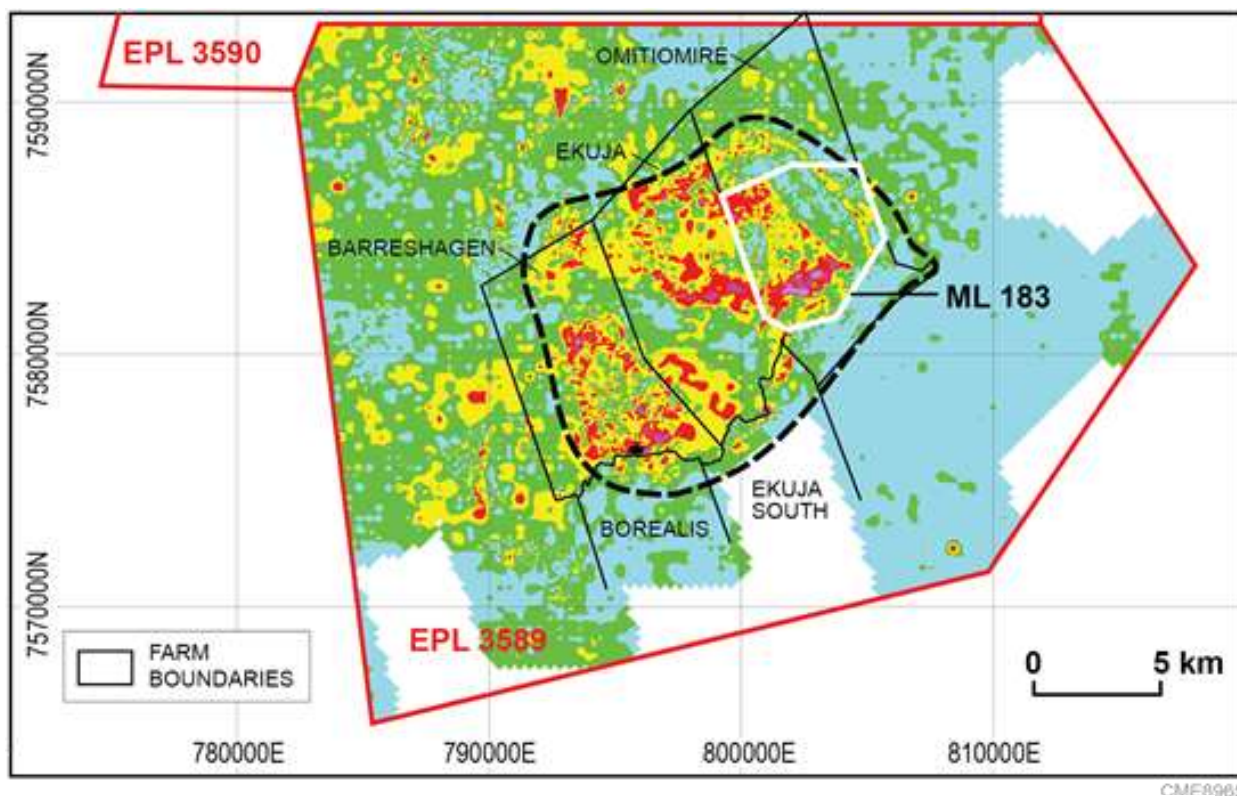 EPL 3590
OMITIOMIRE
7590000N
EKUJA
BARRESHAGEN
ML 183
7580000N
EKUJA
SOUTH
BOREALIS
7570000N
EPL 3589
FARM
BOUNDARIES
0 5 km
780000E 790000E 800000E 810000E